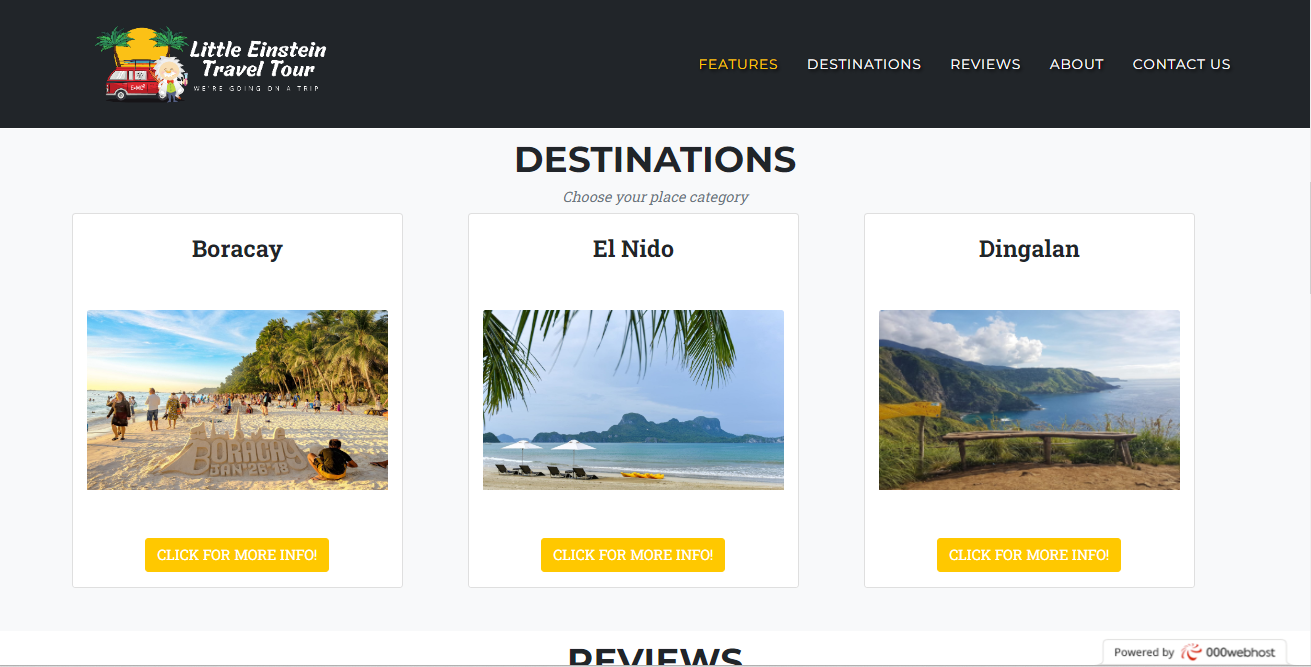 Little Einstein
Travel Tour
WE'RE GOING ON A TRIP
E=MC²
FEATURES DESTINATIONS REVIEWS ABOUT CONTACT US
DESTINATIONS
Choose your place category
Boracay El Nido Dingalan
BORACAY
JAN 26 18
CLICK FOR MORE INFO! CLICK FOR MORE INFO! CLICK FOR MORE INFO!
REVIEWS
Powered by 000webhost